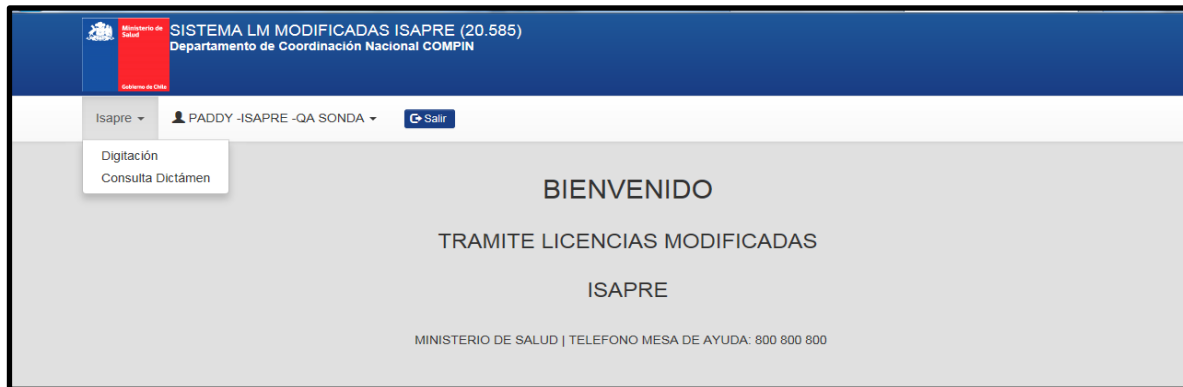 Ministerio de
Salud
Gobierno de Chile
SISTEMA LM MODIFICADAS ISAPRE (20.585)
Departamento de Coordinación Nacional COMPIN
Isapre
PADDY -ISAPRE -QA SONDA
Salir
Digitación
Consulta Dictámen
BIENVENIDO
TRAMITE LICENCIAS MODIFICADAS
ISAPRE
MINISTERIO DE SALUD | TELEFONO MESA DE AYUDA: 800 800 800